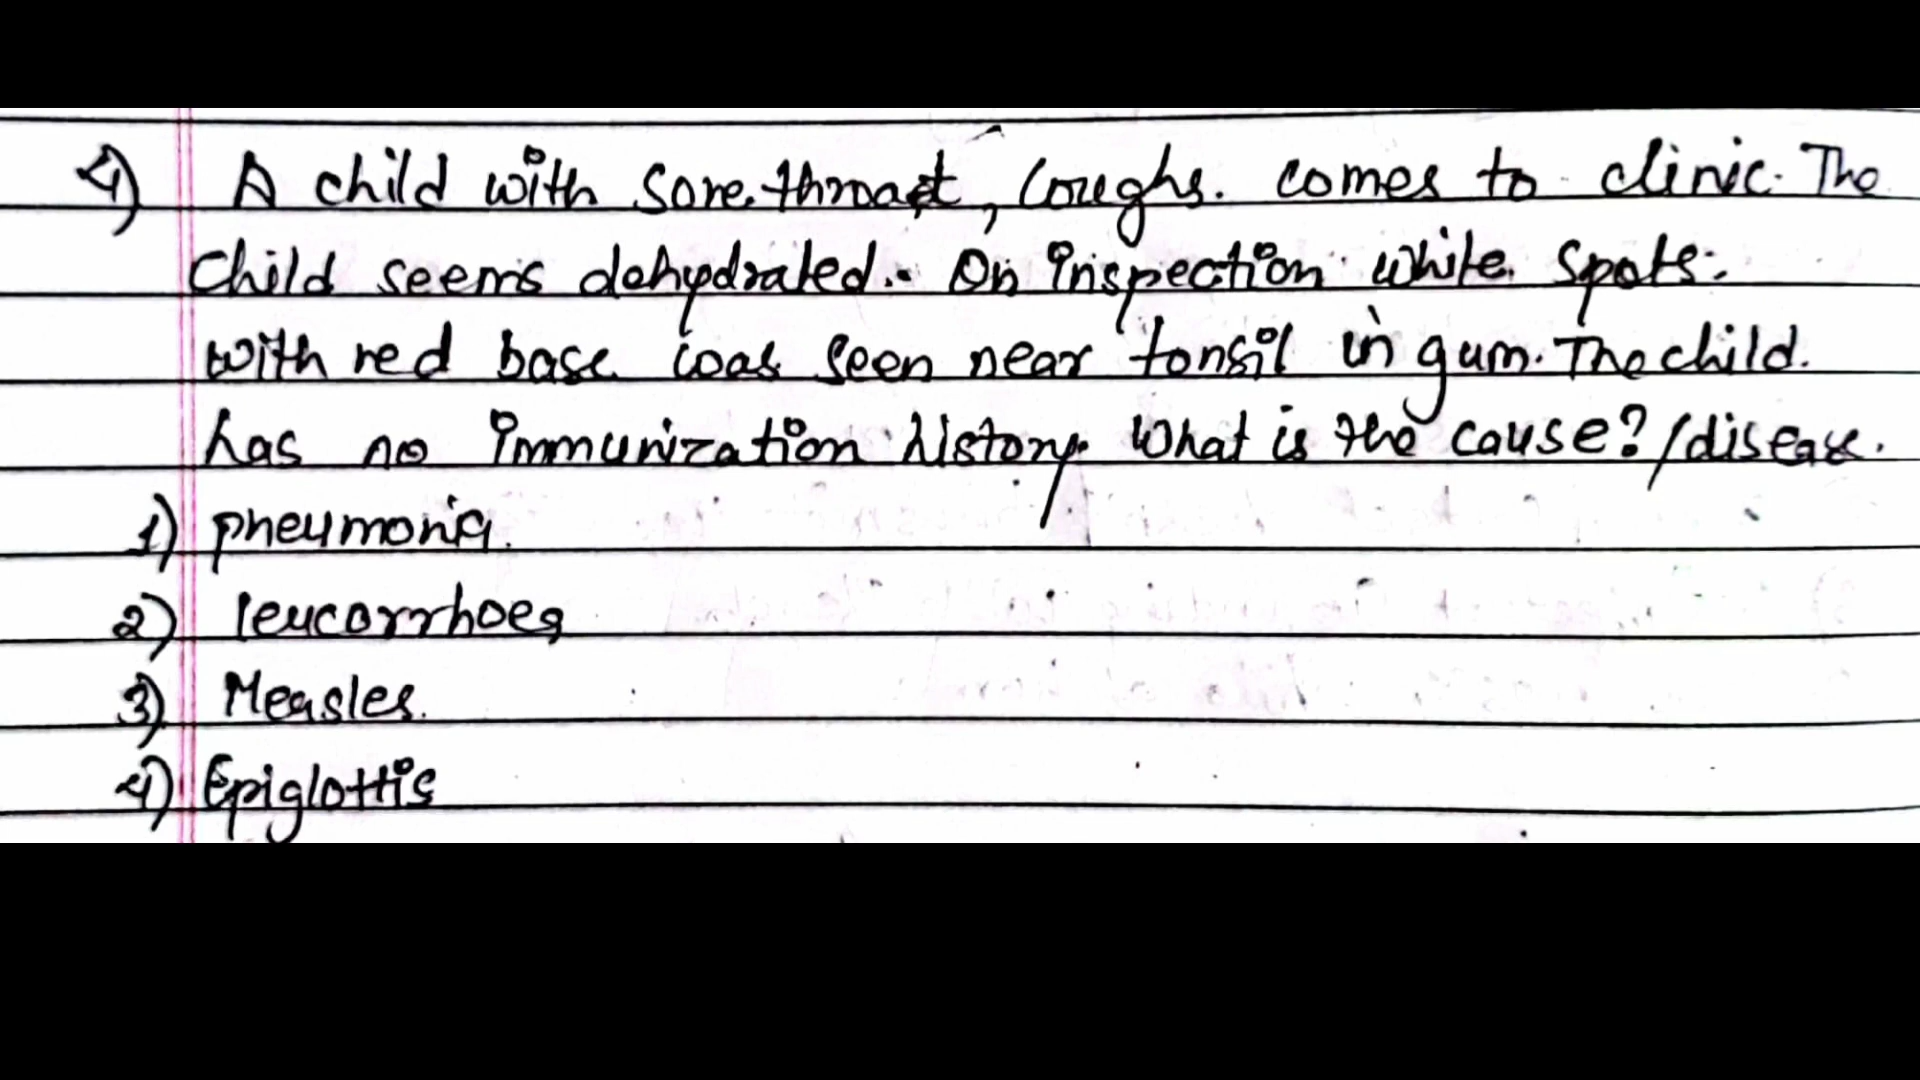 4) A child with sore throat, coughs. comes to clinic. The
child seems dehydrated. On inspection white spots.
with red base was seen near tonsil in gum. The child.
has no immunization history. What is the cause? /disease.
1) pneumonia.
2) leucorrhoea
3) Measles.
4) Epiglottis